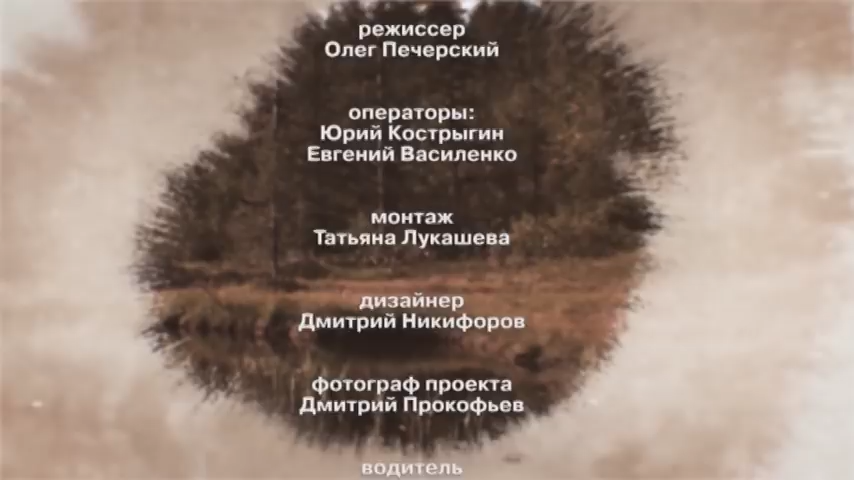 режиссер
Олег Печерский
операторы:
Юрий Кострыгин
Евгений Василенко
монтаж
Татьяна Лукашева
дизайнер
Дмитрий Никифоров
фотограф проекта
Дмитрий Прокофьев
водитель